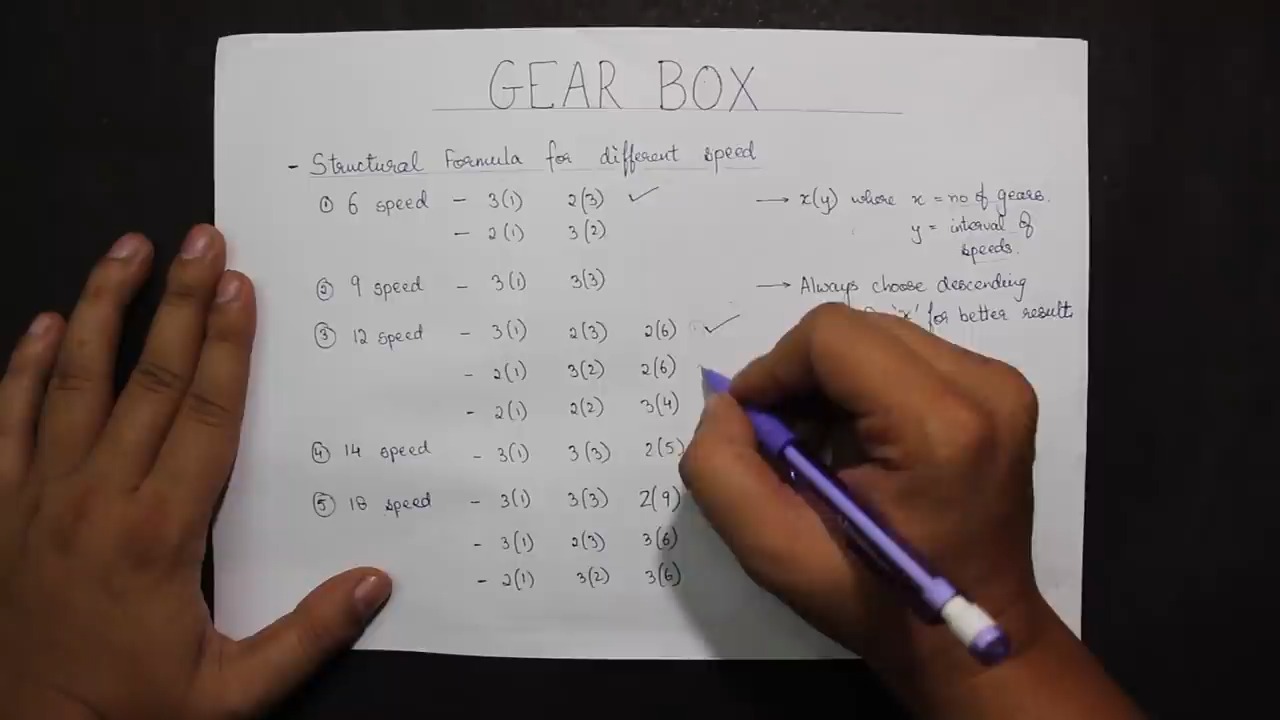 GEAR BOX
- Structural Formula for different speed
① 6 speed - 3(1) 2(3) ✓
- 2(1) 3(2)
② 9 speed - 3(1) 3(3)
③ 12 speed - 3(1) 2(3) 2(6) ✓
- 2(1) 3(2) 2(6)
- 2(1) 2(2) 3(4)
④ 14 speed - 3(1) 3(3) 2(5)
⑤ 18 speed - 3(1) 3(3) 2(9)
- 3(1) 2(3) 3(6)
- 2(1) 3(2) 3(6)
→ x(y) where x = no of gears.
y = interval of
speeds.
→ Always choose descending
'x' for better result